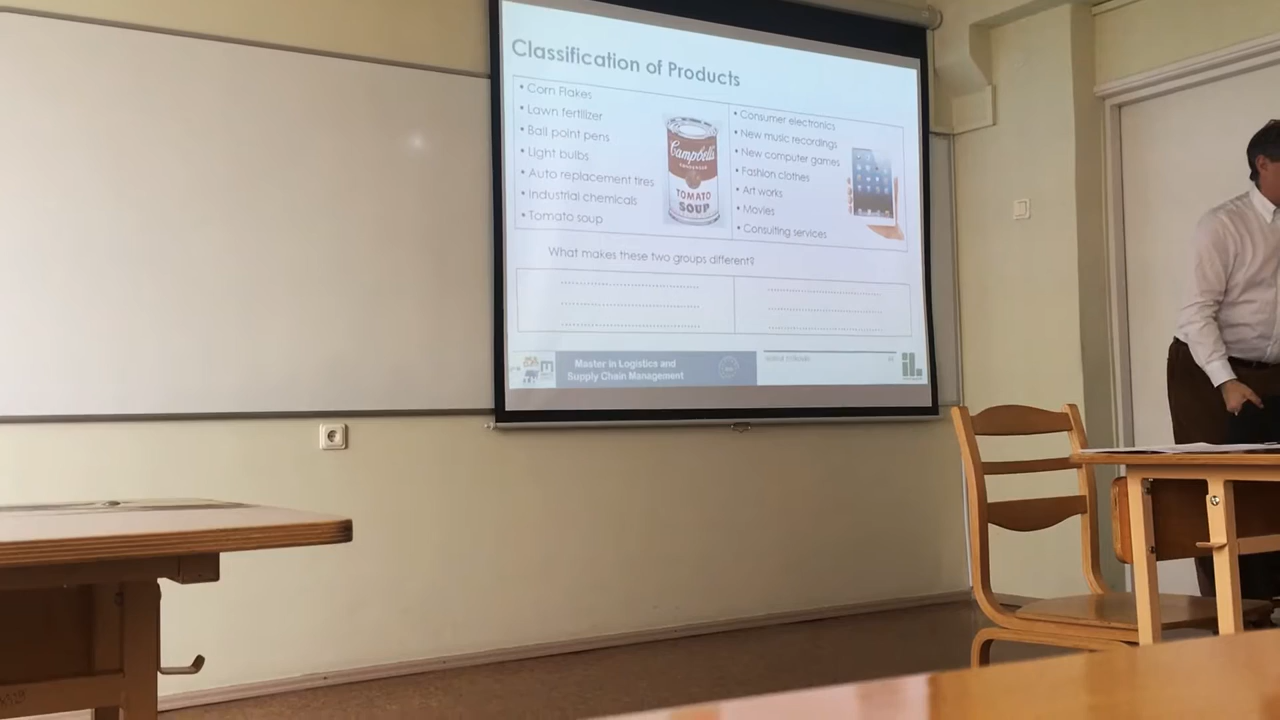 Classification of Products
• Corn Flakes
• Lawn fertilizer
• Ball point pens
• Light bulbs
• Auto replacement tires
• Industrial chemicals
• Tomato soup
Campbell's
TOMATO
SOUP
• Consumer electronics
• New music recordings
• New computer games
• Fashion clothes
• Art works
• Movies
• Consulting services
What makes these two groups different?
Master in Logistics and
Supply Chain Management